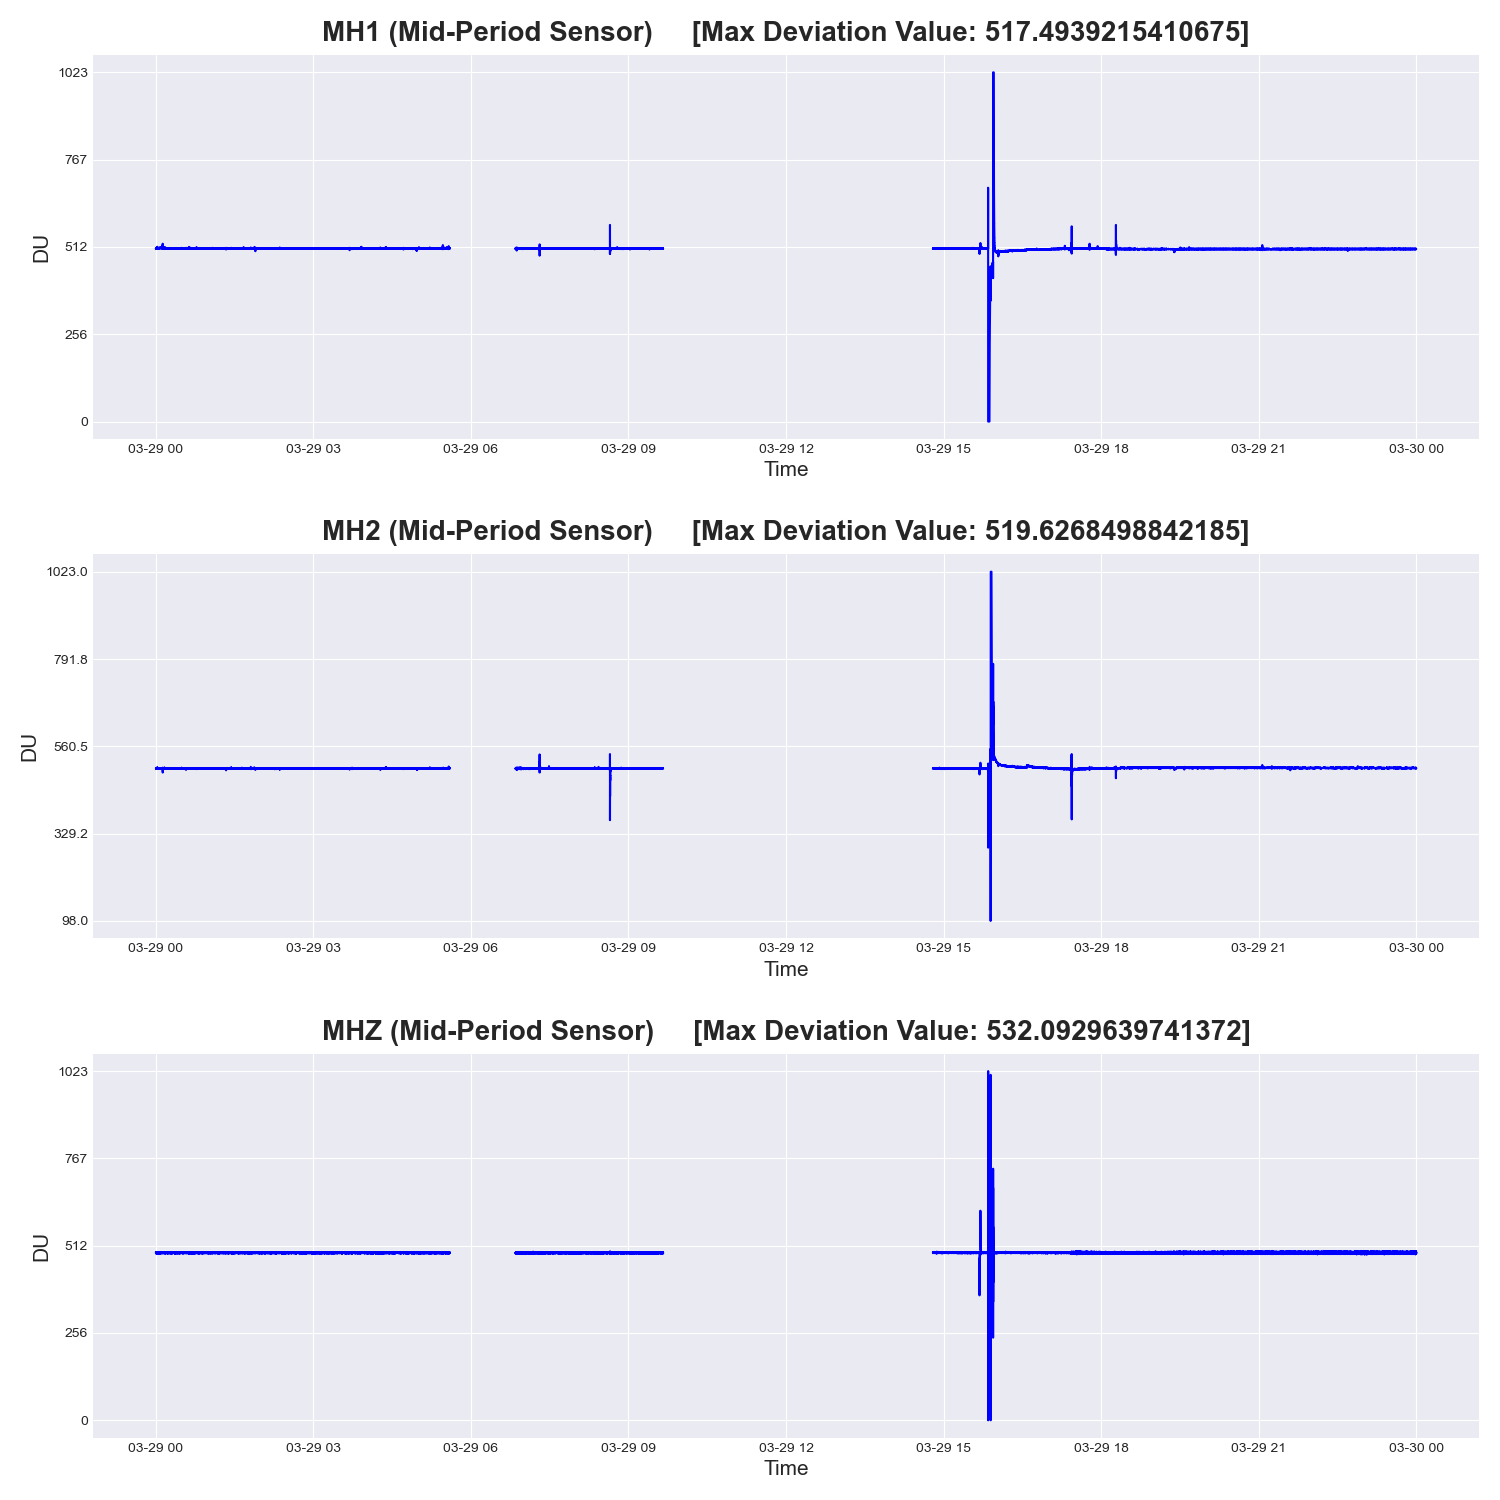 MH1 (Mid-Period Sensor) [Max Deviation Value: 517.4939215410675]
1023
767
512
256
0
DU
03-29 00 03-29 03 03-29 06 03-29 09 03-29 12 03-29 15 03-29 18 03-29 21 03-30 00
Time
MH2 (Mid-Period Sensor) [Max Deviation Value: 519.6268498842185]
1023.0
791.8
560.5
329.2
98.0
DU
03-29 00 03-29 03 03-29 06 03-29 09 03-29 12 03-29 15 03-29 18 03-29 21 03-30 00
Time
MHZ (Mid-Period Sensor) [Max Deviation Value: 532.0929639741372]
1023
767
512
256
0
DU
03-29 00 03-29 03 03-29 06 03-29 09 03-29 12 03-29 15 03-29 18 03-29 21 03-30 00
Time